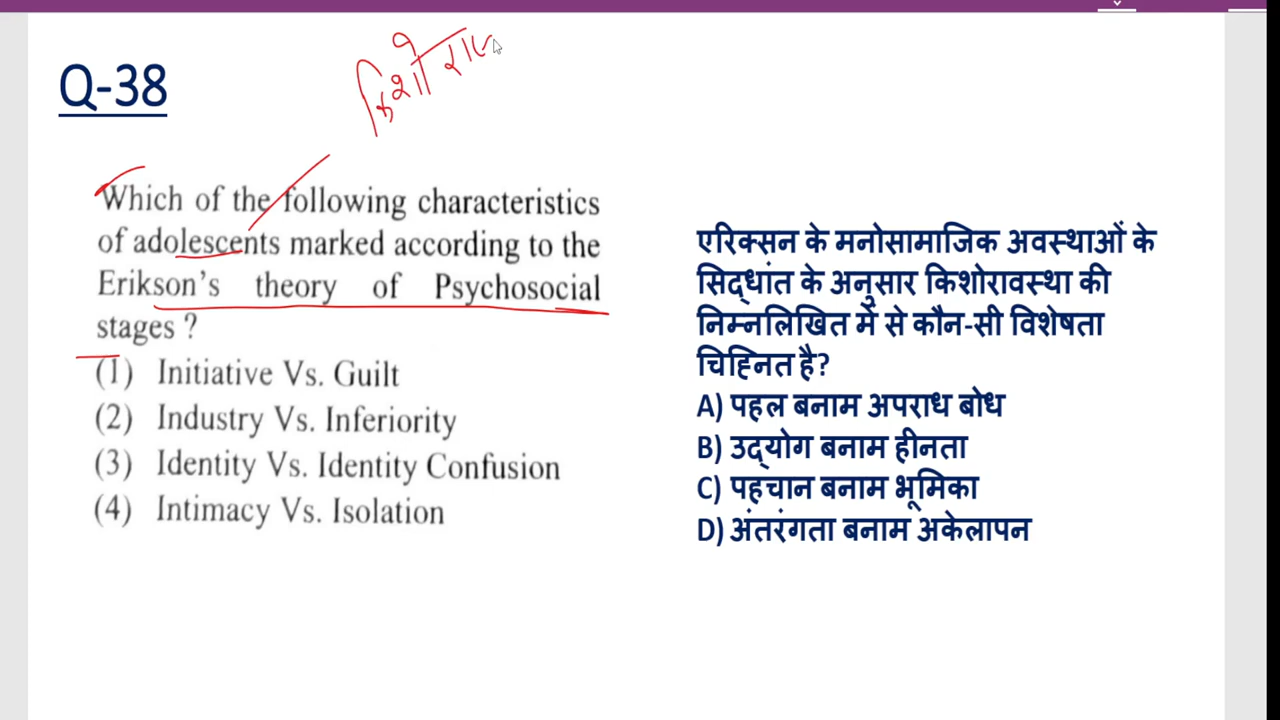 Q-38
किशोरा
Which of the following characteristics
of adolescents marked according to the
Erikson's theory of Psychosocial
stages ?
(1) Initiative Vs. Guilt
(2) Industry Vs. Inferiority
(3) Identity Vs. Identity Confusion
(4) Intimacy Vs. Isolation
एरिक्सन के मनोसामाजिक अवस्थाओं के
सिद्धांत के अनुसार किशोरावस्था की
निम्नलिखित में से कौन-सी विशेषता
चिह्नित है?
A) पहल बनाम अपराध बोध
B) उद्योग बनाम हीनता
C) पहचान बनाम भूमिका
D) अंतरंगता बनाम अकेलापन